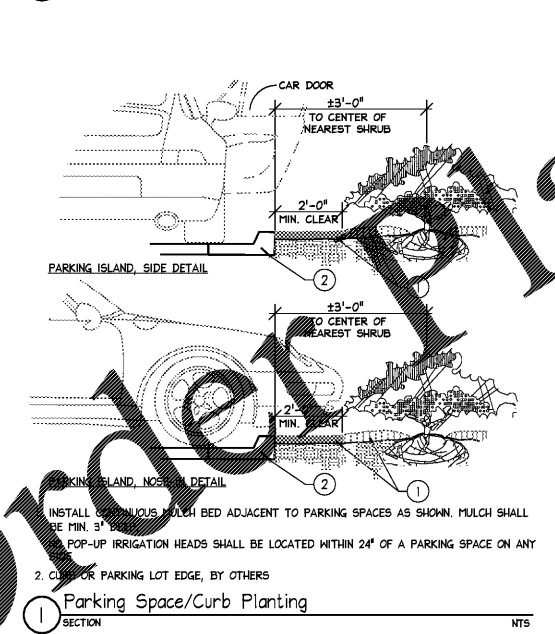 CAR DOOR
±3'-0"
TO CENTER OF
NEAREST SHRUB
2'-0"
MIN. CLEAR
PARKING ISLAND, SIDE DETAIL
2
1
±3'-0"
TO CENTER OF
NEAREST SHRUB
2'-0"
MIN. CLEAR
PARKING ISLAND, NOSE-IN DETAIL
2
1
INSTALL CONTINUOUS MULCH BED ADJACENT TO PARKING SPACES AS SHOWN. MULCH SHALL
BE MIN. 3" DEEP.
NO POP-UP IRRIGATION HEADS SHALL BE LOCATED WITHIN 24" OF A PARKING SPACE ON ANY
SIDE.
2. CURB OR PARKING LOT EDGE, BY OTHERS
1 Parking Space/Curb Planting
SECTION NTS